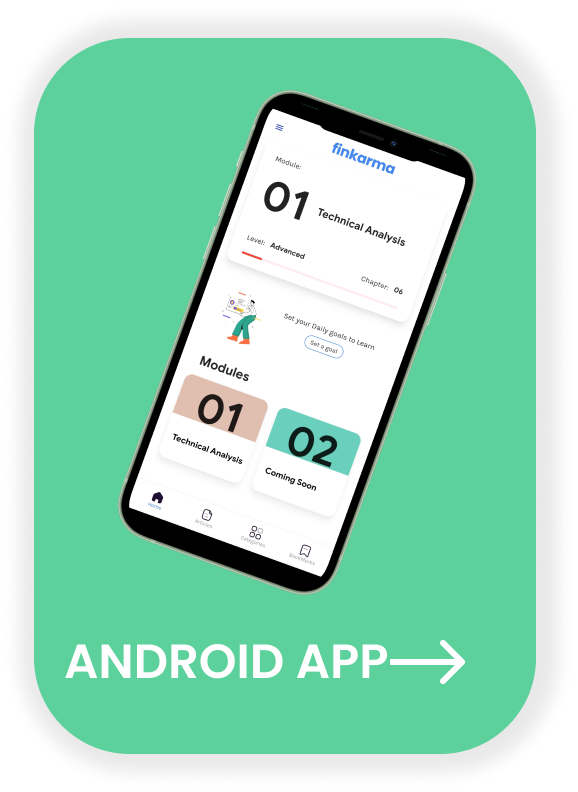 finkarma
Module:
01 Technical Analysis
Level: Advanced
Chapter: 06
Set your Daily goals to Learn
Set a goal
Modules
01
Technical Analysis
02
Coming Soon
Home
Articles
Categories
BookMarks
ANDROID APP